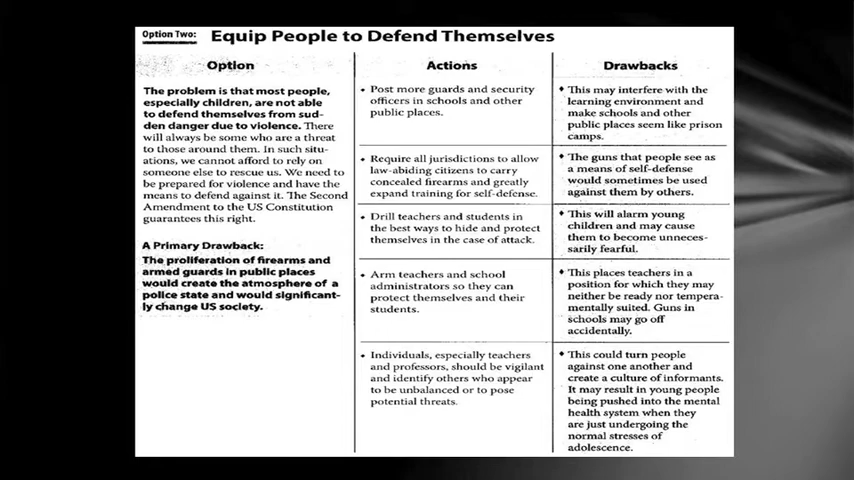 Option Two: Equip People to Defend Themselves
Option
The problem is that most people,
especially children, are not able
to defend themselves from sud-
den danger due to violence. There
will always be some who are a threat
to those around them. In such situ-
ations, we cannot afford to rely on
someone else to rescue us. We need to
be prepared for violence and have the
means to defend against it. The Second
Amendment to the US Constitution
guarantees this right.
A Primary Drawback:
The proliferation of firearms and
armed guards in public places
would create the atmosphere of a
police state and would significant-
ly change US society.
Actions
• Post more guards and security
officers in schools and other
public places.
• Require all jurisdictions to allow
law-abiding citizens to carry
concealed firearms and greatly
expand training for self-defense.
• Drill teachers and students in
the best ways to hide and protect
themselves in the case of attack.
• Arm teachers and school
administrators so they can
protect themselves and their
students.
• Individuals, especially teachers
and professors, should be vigilant
and identify others who appear
to be unbalanced or to pose
potential threats.
Drawbacks
♦ This may interfere with the
learning environment and
make schools and other
public places seem like prison
camps.
♦ The guns that people see as
a means of self-defense
would sometimes be used
against them by others.
♦ This will alarm young
children and may cause
them to become unneces-
sarily fearful.
♦ This places teachers in a
position for which they may
neither be ready nor tempera-
mentally suited. Guns in
schools may go off
accidentally.
♦ This could turn people
against one another and
create a culture of informants.
It may result in young people
being pushed into the mental
health system when they
are just undergoing the
normal stresses of
adolescence.